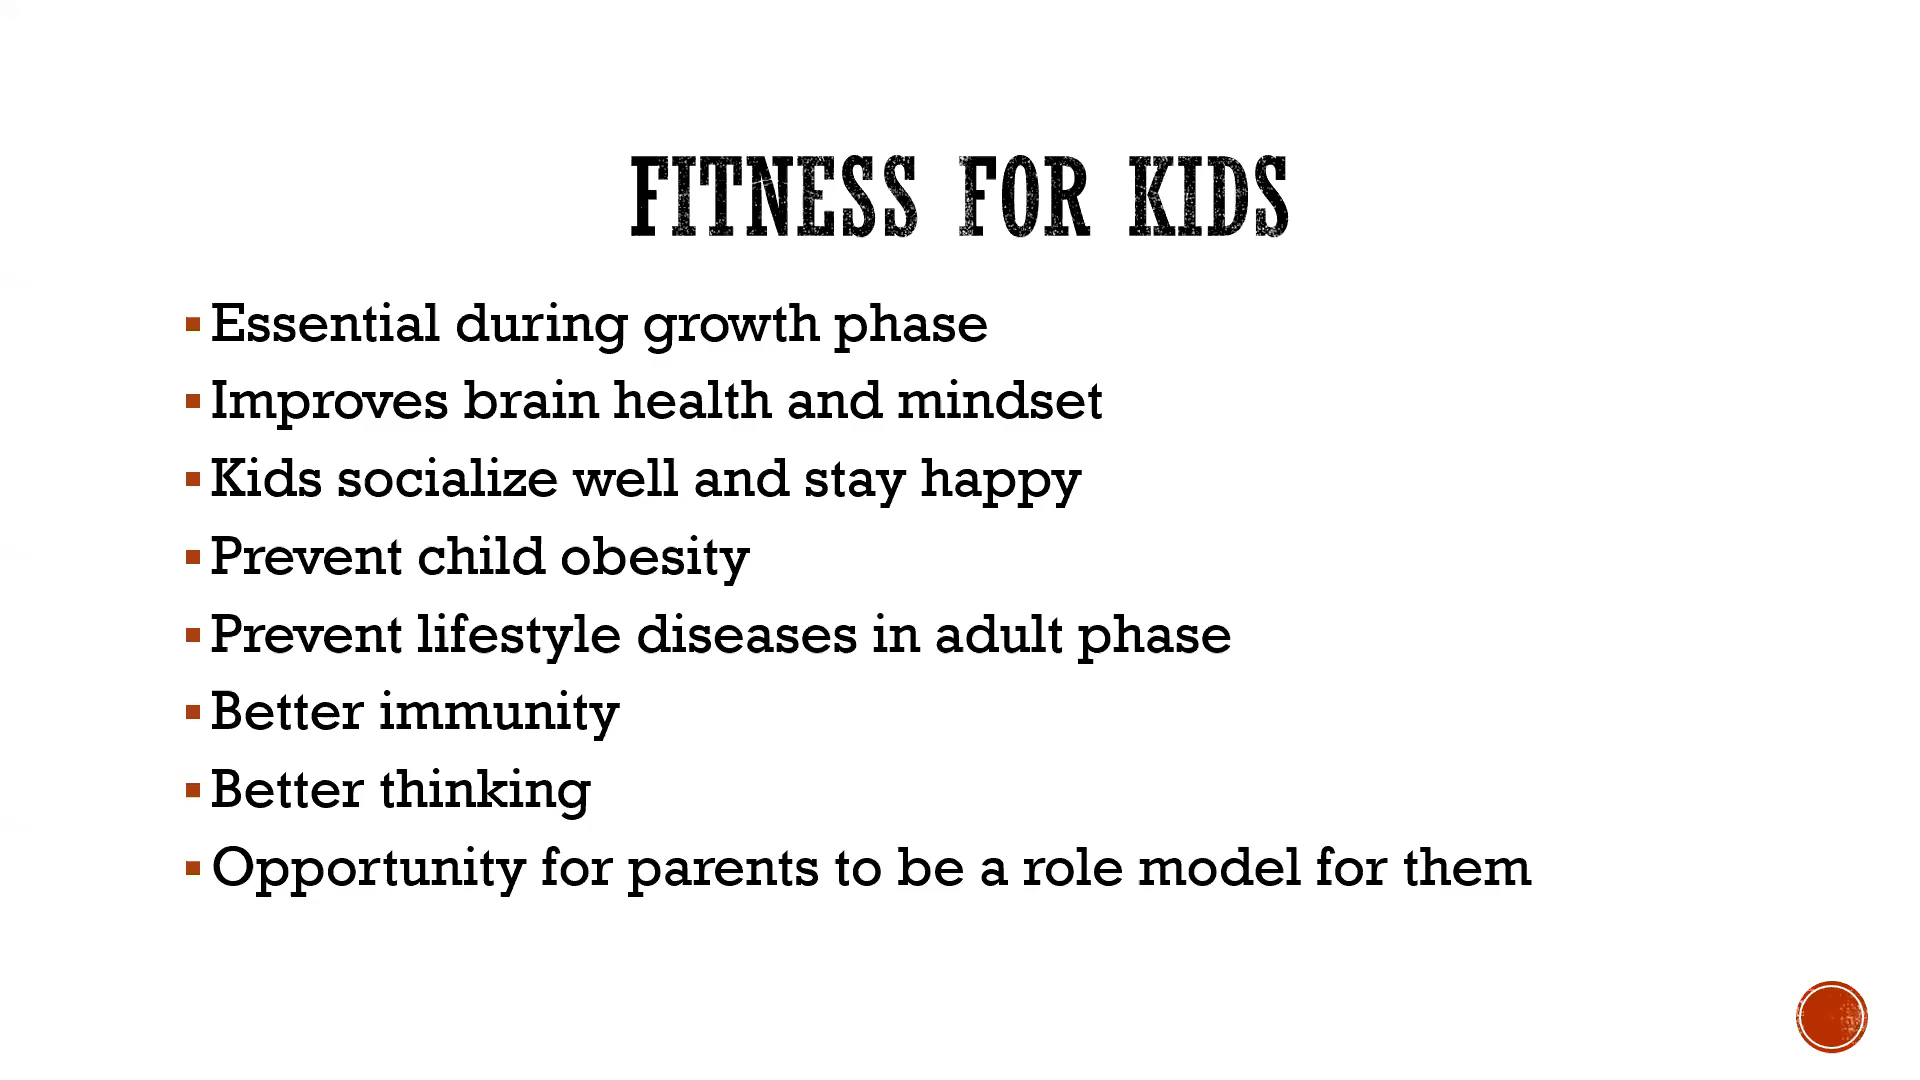 FITNESS FOR KIDS
Essential during growth phase
Improves brain health and mindset
Kids socialize well and stay happy
Prevent child obesity
Prevent lifestyle diseases in adult phase
Better immunity
Better thinking
Opportunity for parents to be a role model for them